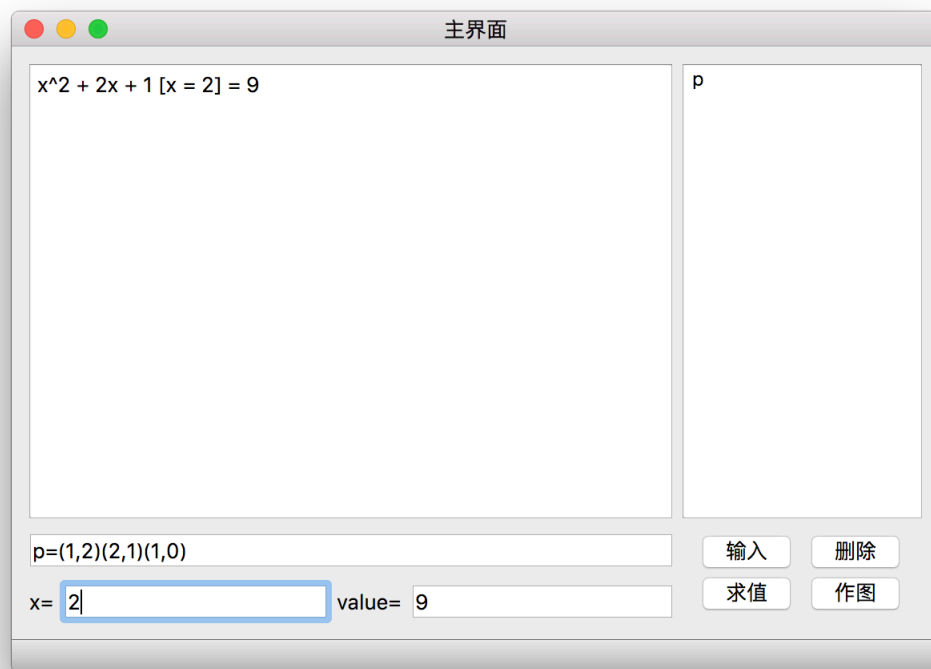 主界面
x^2 + 2x + 1 [x = 2] = 9
p
p=(1,2)(2,1)(1,0)
输入
删除
x=
2
value=
9
求值
作图